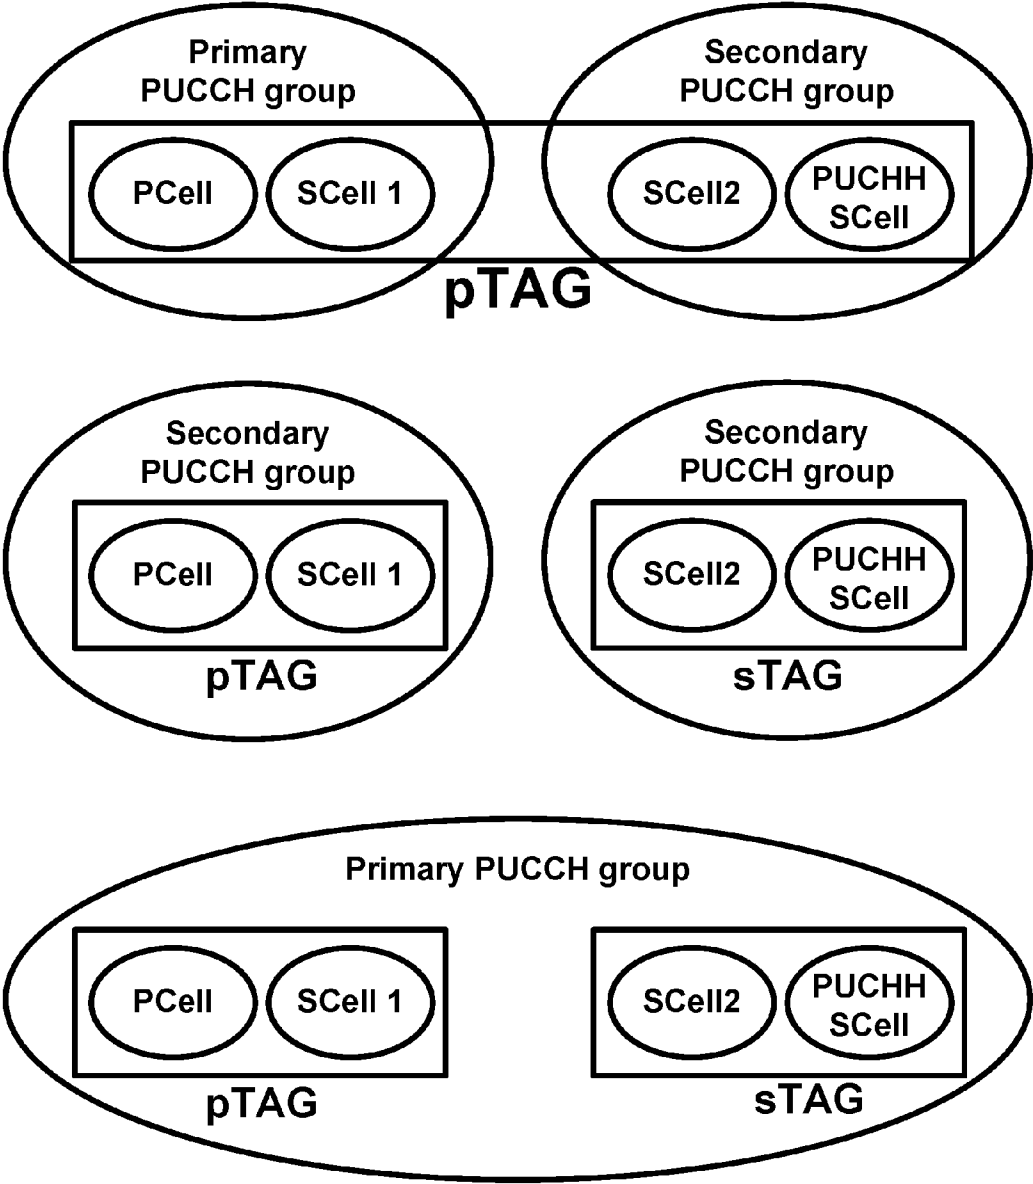 Primary
PUCCH group
Secondary
PUCCH group
PCell
SCell 1
SCell2
PUCHH
SCell
pTAG
Secondary
PUCCH group
Secondary
PUCCH group
PCell
SCell 1
SCell2
PUCHH
SCell
pTAG
sTAG
Primary PUCCH group
PCell
SCell 1
SCell2
PUCHH
SCell
pTAG
sTAG